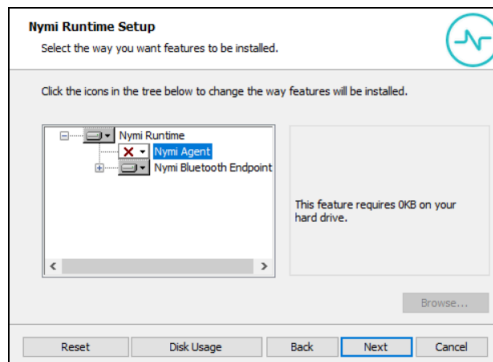 Nymi Runtime Setup
Select the way you want features to be installed.
Click the icons in the tree below to change the way features will be installed.
Nymi Runtime
Nymi Agent
Nymi Bluetooth Endpoint
This feature requires 0KB on your
hard drive.
Browse...
Reset
Disk Usage
Back
Next
Cancel